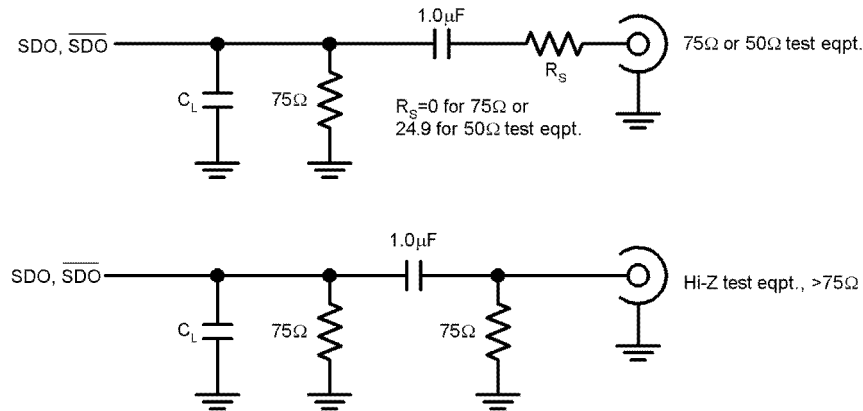 1.0µF
SDO, SDO
75Ω or 50Ω test eqpt.
R_S
C_L
75Ω
R_S=0 for 75Ω or
24.9 for 50Ω test eqpt.
1.0µF
SDO, SDO
Hi-Z test eqpt., >75Ω
C_L
75Ω
75Ω